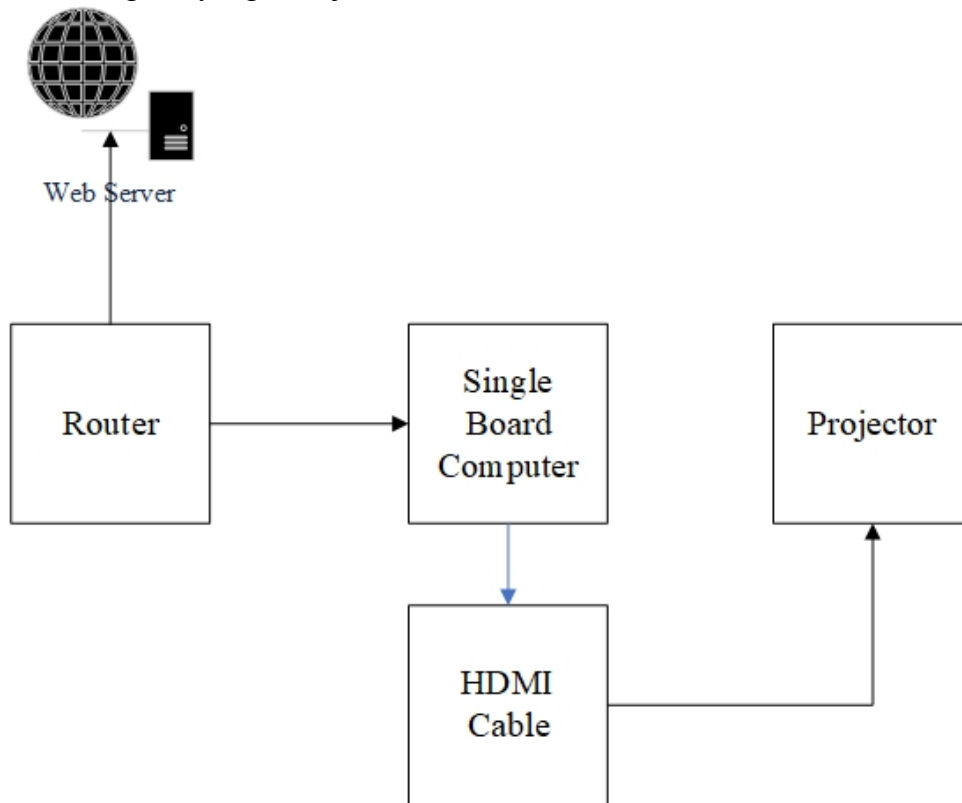 Web Server
Router
Single
Board
Computer
Projector
HDMI
Cable